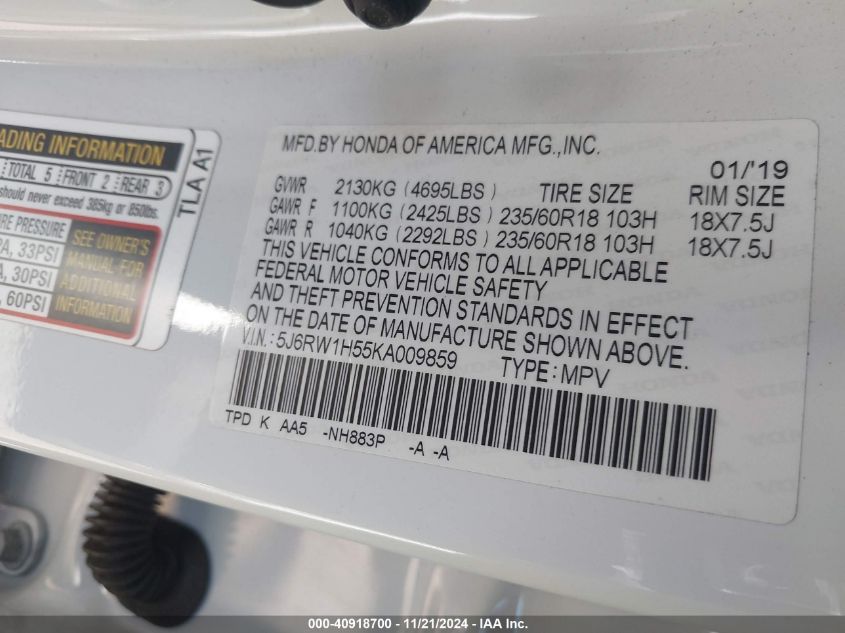 ADING INFORMATION
TOTAL 5 FRONT 2 REAR 3
should never exceed 385kg or 850lbs.
PRESSURE
A, 33PSI
A, 30PSI
, 60PSI
SEE OWNER'S
MANUAL FOR
ADDITIONAL
INFORMATION
TLA A1
MFD.BY HONDA OF AMERICA MFG.,INC.
01/'19
GVWR 2130KG (4695LBS) TIRE SIZE RIM SIZE
GAWR F 1100KG (2425LBS) 235/60R18 103H 18X7.5J
GAWR R 1040KG (2292LBS) 235/60R18 103H 18X7.5J
THIS VEHICLE CONFORMS TO ALL APPLICABLE
FEDERAL MOTOR VEHICLE SAFETY
AND THEFT PREVENTION STANDARDS IN EFFECT
ON THE DATE OF MANUFACTURE SHOWN ABOVE.
V.I.N.: 5J6RW1H55KA009859 TYPE: MPV
TPD K AA5 -NH883P -A -A
000-40918700 - 11/21/2024 - IAA Inc.